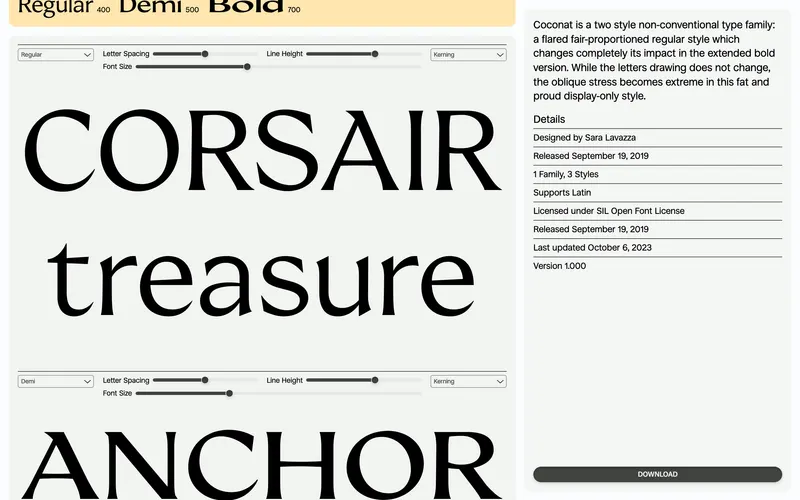 Regular 400 Demi 500 Bold 700
Regular Letter Spacing Line Height Kerning
Font Size
CORSAIR
treasure
Demi Letter Spacing Line Height Kerning
Font Size
ANCHOR
Coconat is a two style non-conventional type family:
a flared fair-proportioned regular style which
changes completely its impact in the extended bold
version. While the letters drawing does not change,
the oblique stress becomes extreme in this fat and
proud display-only style.
Details
Designed by Sara Lavazza
Released September 19, 2019
1 Family, 3 Styles
Supports Latin
Licensed under SIL Open Font License
Released September 19, 2019
Last updated October 6, 2023
Version 1.000
DOWNLOAD